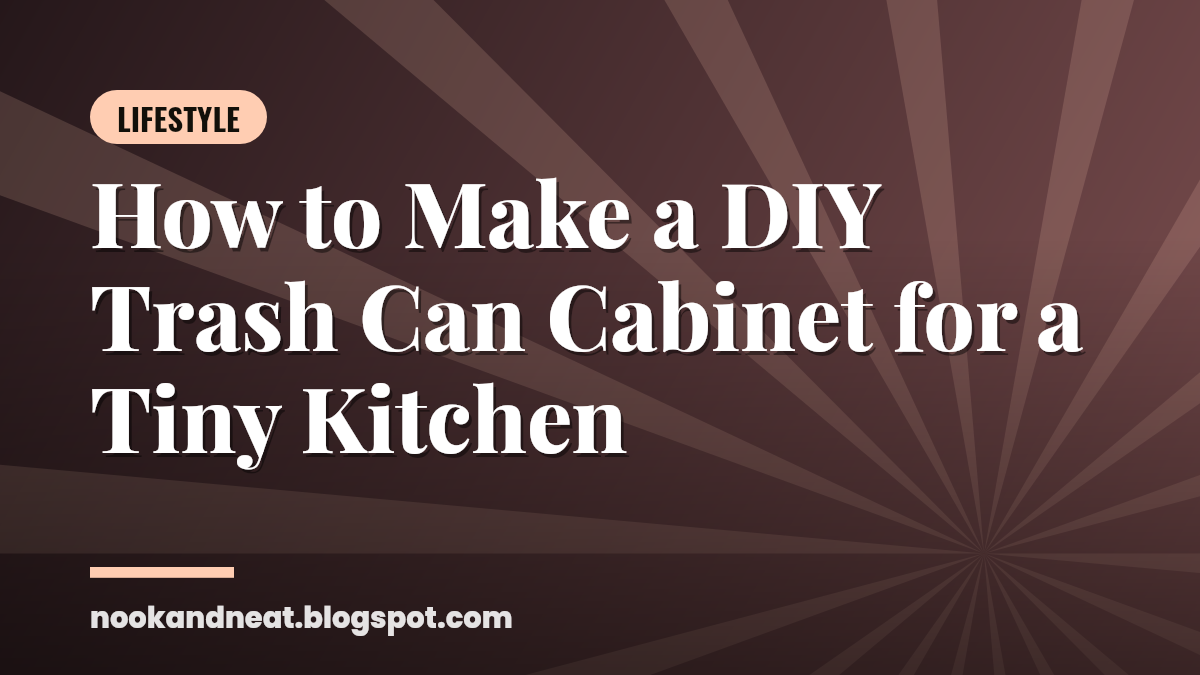 LIFESTYLE
How to Make a DIY
Trash Can Cabinet for a
Tiny Kitchen
nookandneat.blogspot.com